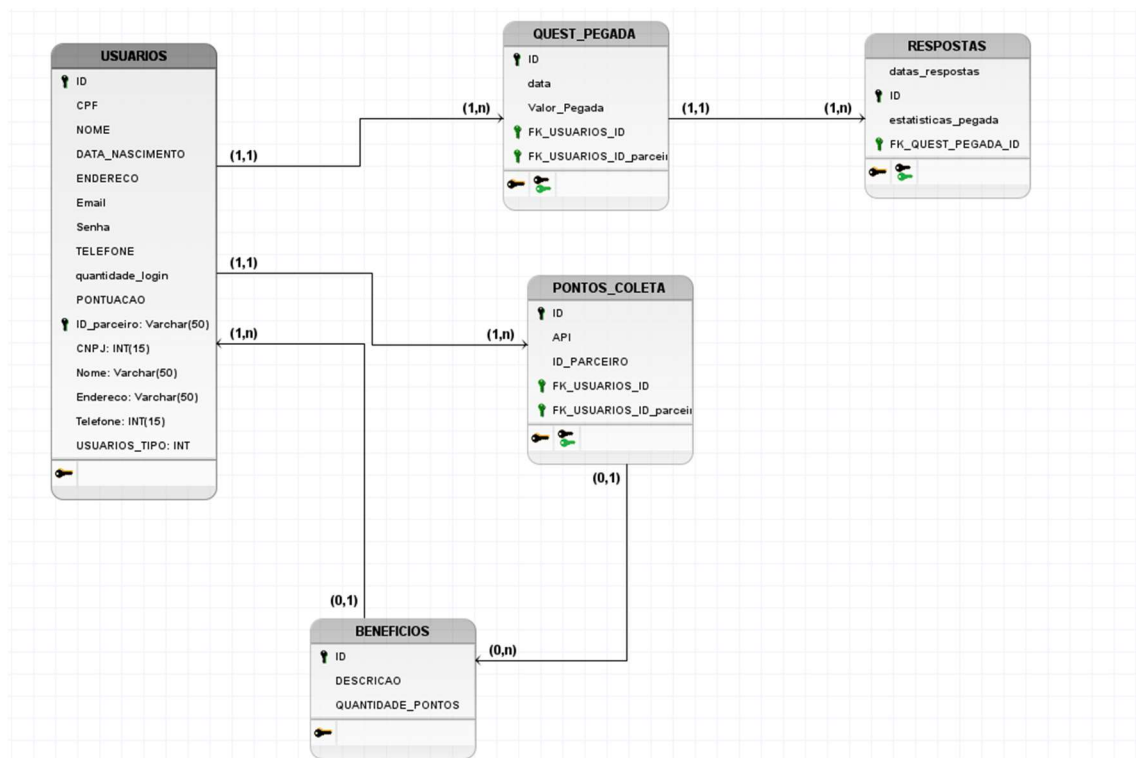 USUARIOS
ID
CPF
NOME
DATA_NASCIMENTO
ENDERECO
Email
Senha
TELEFONE
quantidade_login
PONTUACAO
ID_parceiro: Varchar(50)
CNPJ: INT(15)
Nome: Varchar(50)
Endereco: Varchar(50)
Telefone: INT(15)
USUARIOS_TIPO: INT
(1,1)
(1,n)
QUEST_PEGADA
ID
data
Valor_Pegada
FK_USUARIOS_ID
FK_USUARIOS_ID_parcei
(1,1)
(1,n)
RESPOSTAS
datas_respostas
ID
estatisticas_pegada
FK_QUEST_PEGADA_ID
(1,1)
(1,n)
(1,n)
PONTOS_COLETA
ID
API
ID_PARCEIRO
FK_USUARIOS_ID
FK_USUARIOS_ID_parcei
(0,1)
(0,1)
(0,n)
BENEFICIOS
ID
DESCRICAO
QUANTIDADE_PONTOS